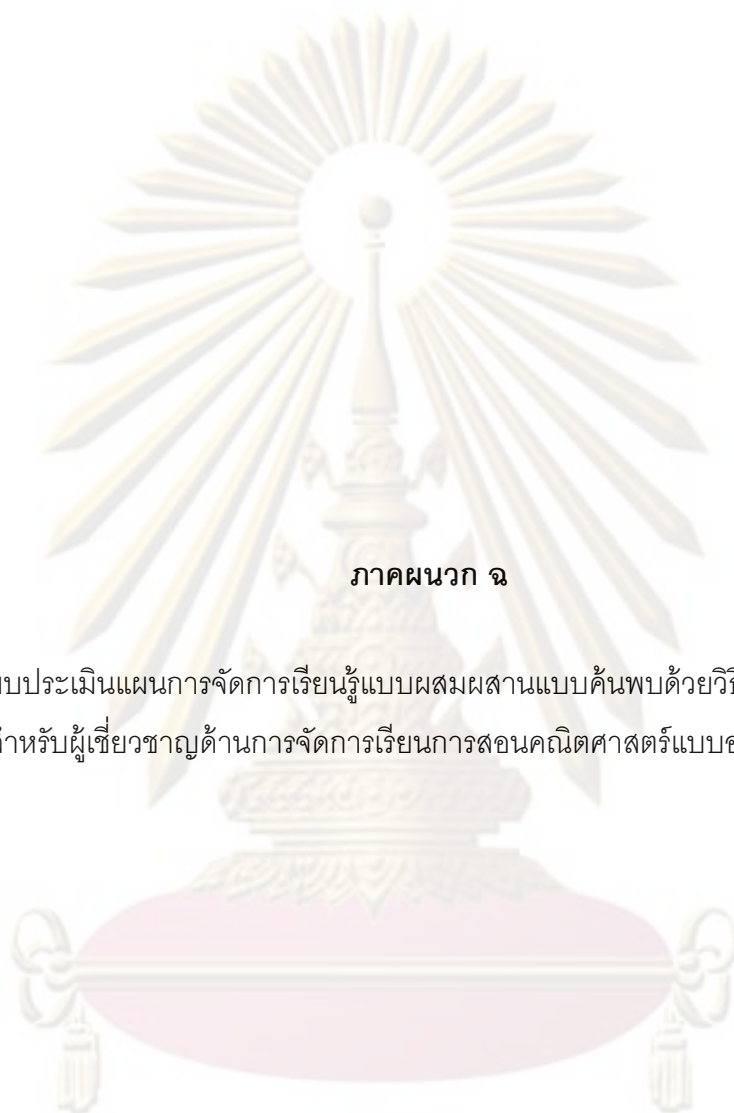 ภาคผนวก ฉ
บประเมินแผนการจัดการเรียนรู้แบบผสมผสานแบบค้นพบด้วยวิธี
ำหรับผู้เชี่ยวชาญด้านการจัดการเรียนการสอนคณิตศาสตร์แบบ